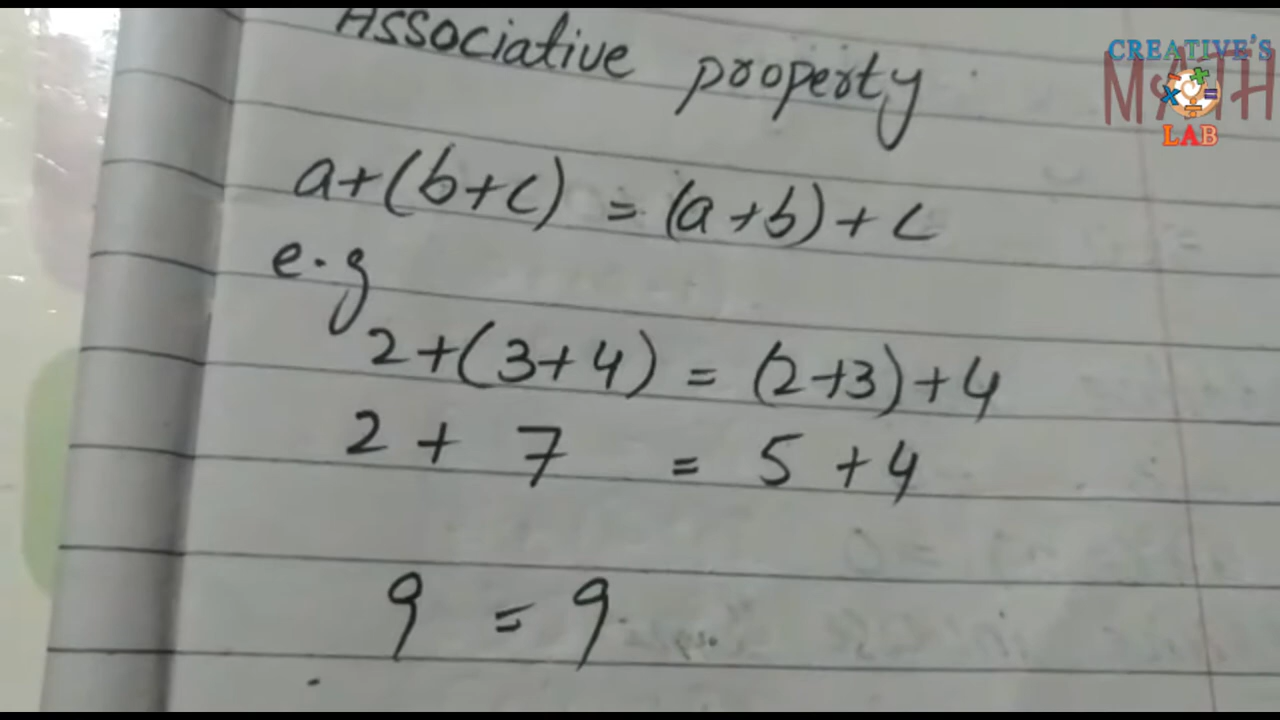 Associative property
a+(b+c) = (a+b)+c
e.g
2+(3+4) = (2+3)+4
2 + 7 = 5 +4
9 = 9
CREATIVE'S
MATH
LAB